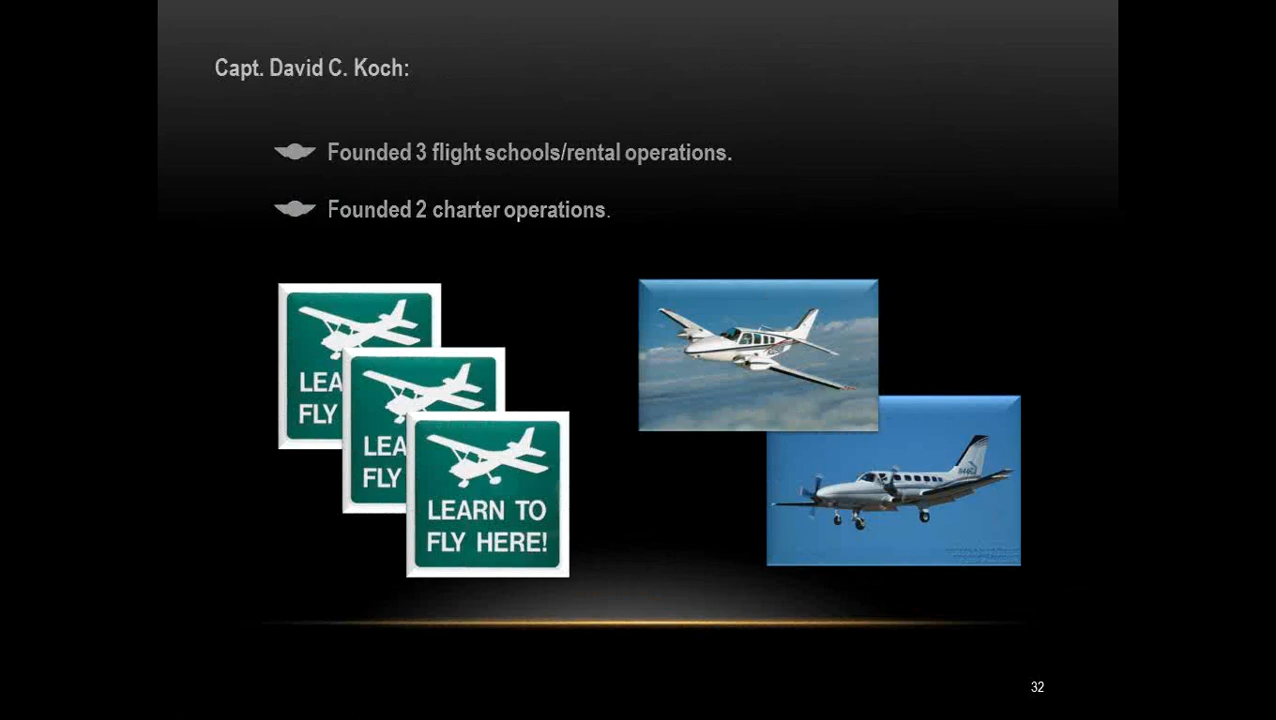 Capt. David C. Koch:
Founded 3 flight schools/rental operations.
Founded 2 charter operations.
LEA
FLY
LEA
FLY
LEARN TO
FLY HERE!
32